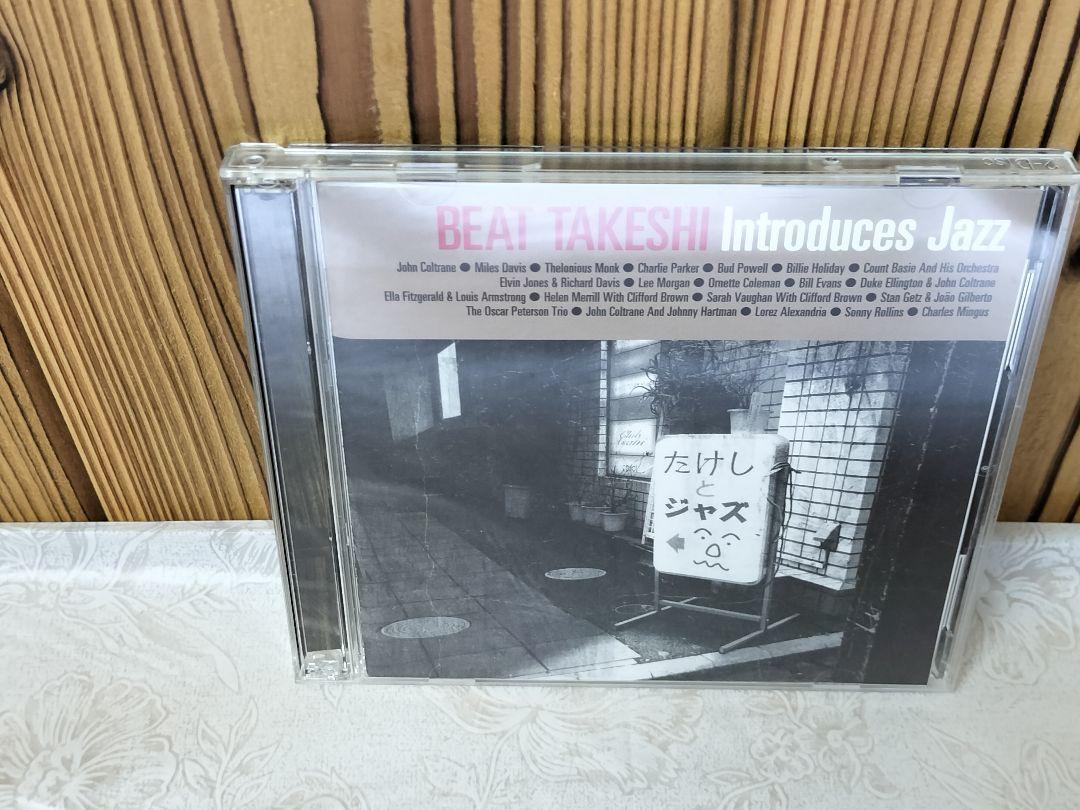 BEAT TAKESHI Introduces Jazz
John Coltrane ● Miles Davis ● Thelonious Monk ● Charlie Parker ● Bud Powell ● Billie Holiday ● Count Basie And His Orchestra
Elvin Jones & Richard Davis ● Lee Morgan ● Ornette Coleman ● Bill Evans ● Duke Ellington & John Coltrane
Ella Fitzgerald & Louis Armstrong ● Helen Merrill With Clifford Brown ● Sarah Vaughan With Clifford Brown ● Stan Getz & João Gilberto
The Oscar Peterson Trio ● John Coltrane And Johnny Hartman ● Lorez Alexandria ● Sonny Rollins ● Charles Mingus
たけし
と
ジャズ